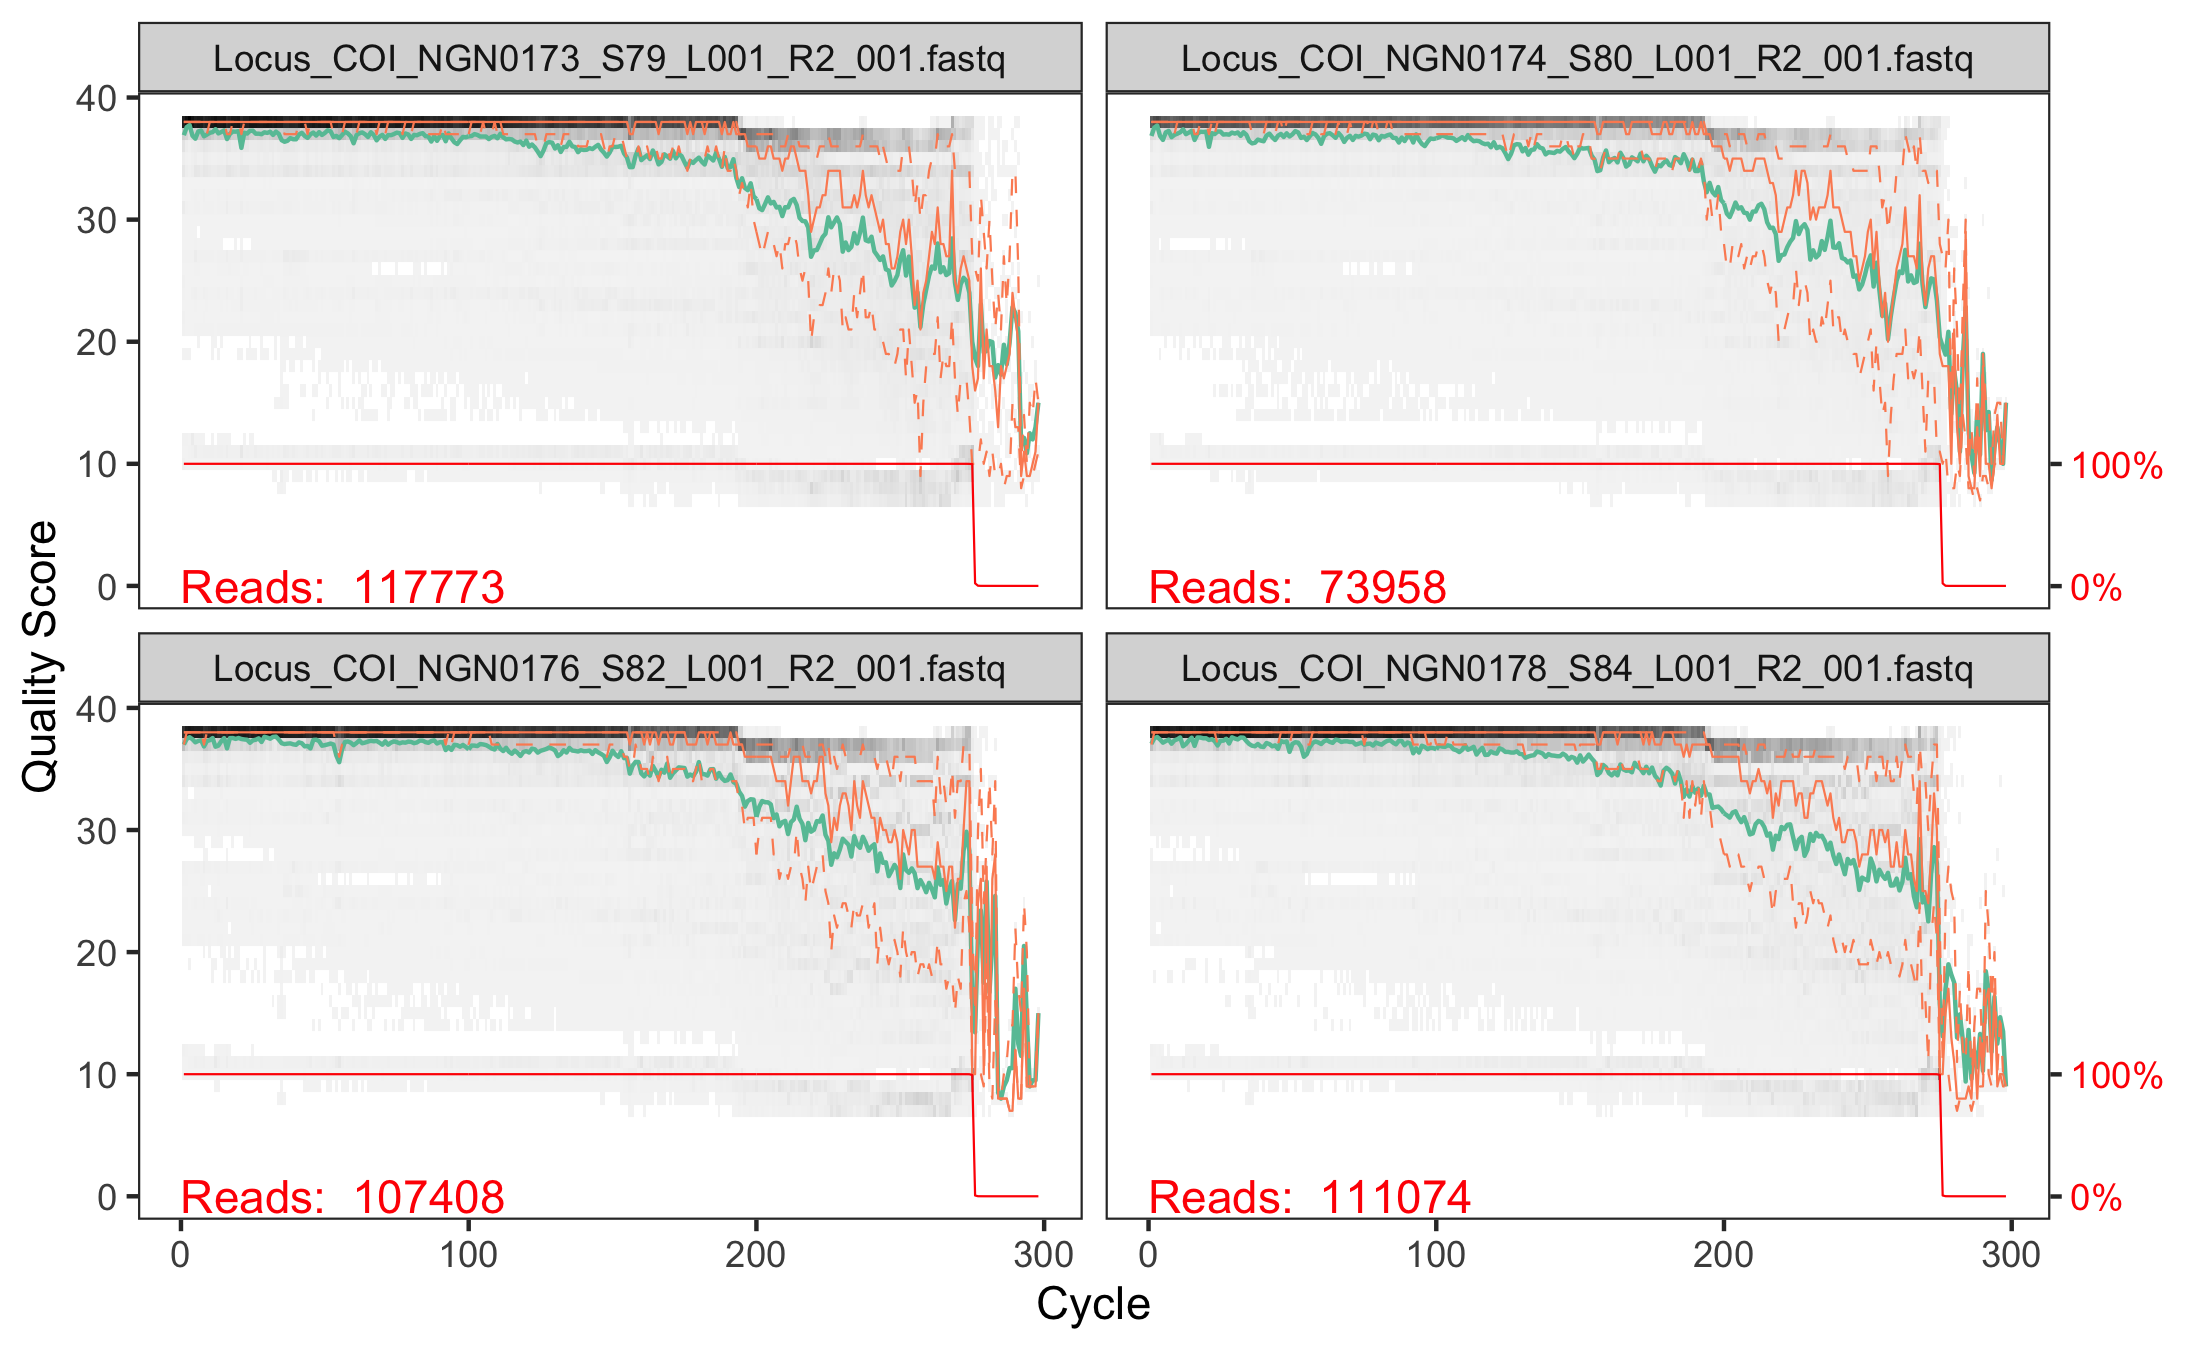 Locus_COI_NGN0173_S79_L001_R2_001.fastq
Locus_COI_NGN0174_S80_L001_R2_001.fastq
40
30
20
10
0
Reads: 117773
Reads: 73958
100%
0%
Locus_COI_NGN0176_S82_L001_R2_001.fastq
Locus_COI_NGN0178_S84_L001_R2_001.fastq
Quality Score
40
30
20
10
0
Reads: 107408
Reads: 111074
100%
0%
0 100 200 300
0 100 200 300
Cycle